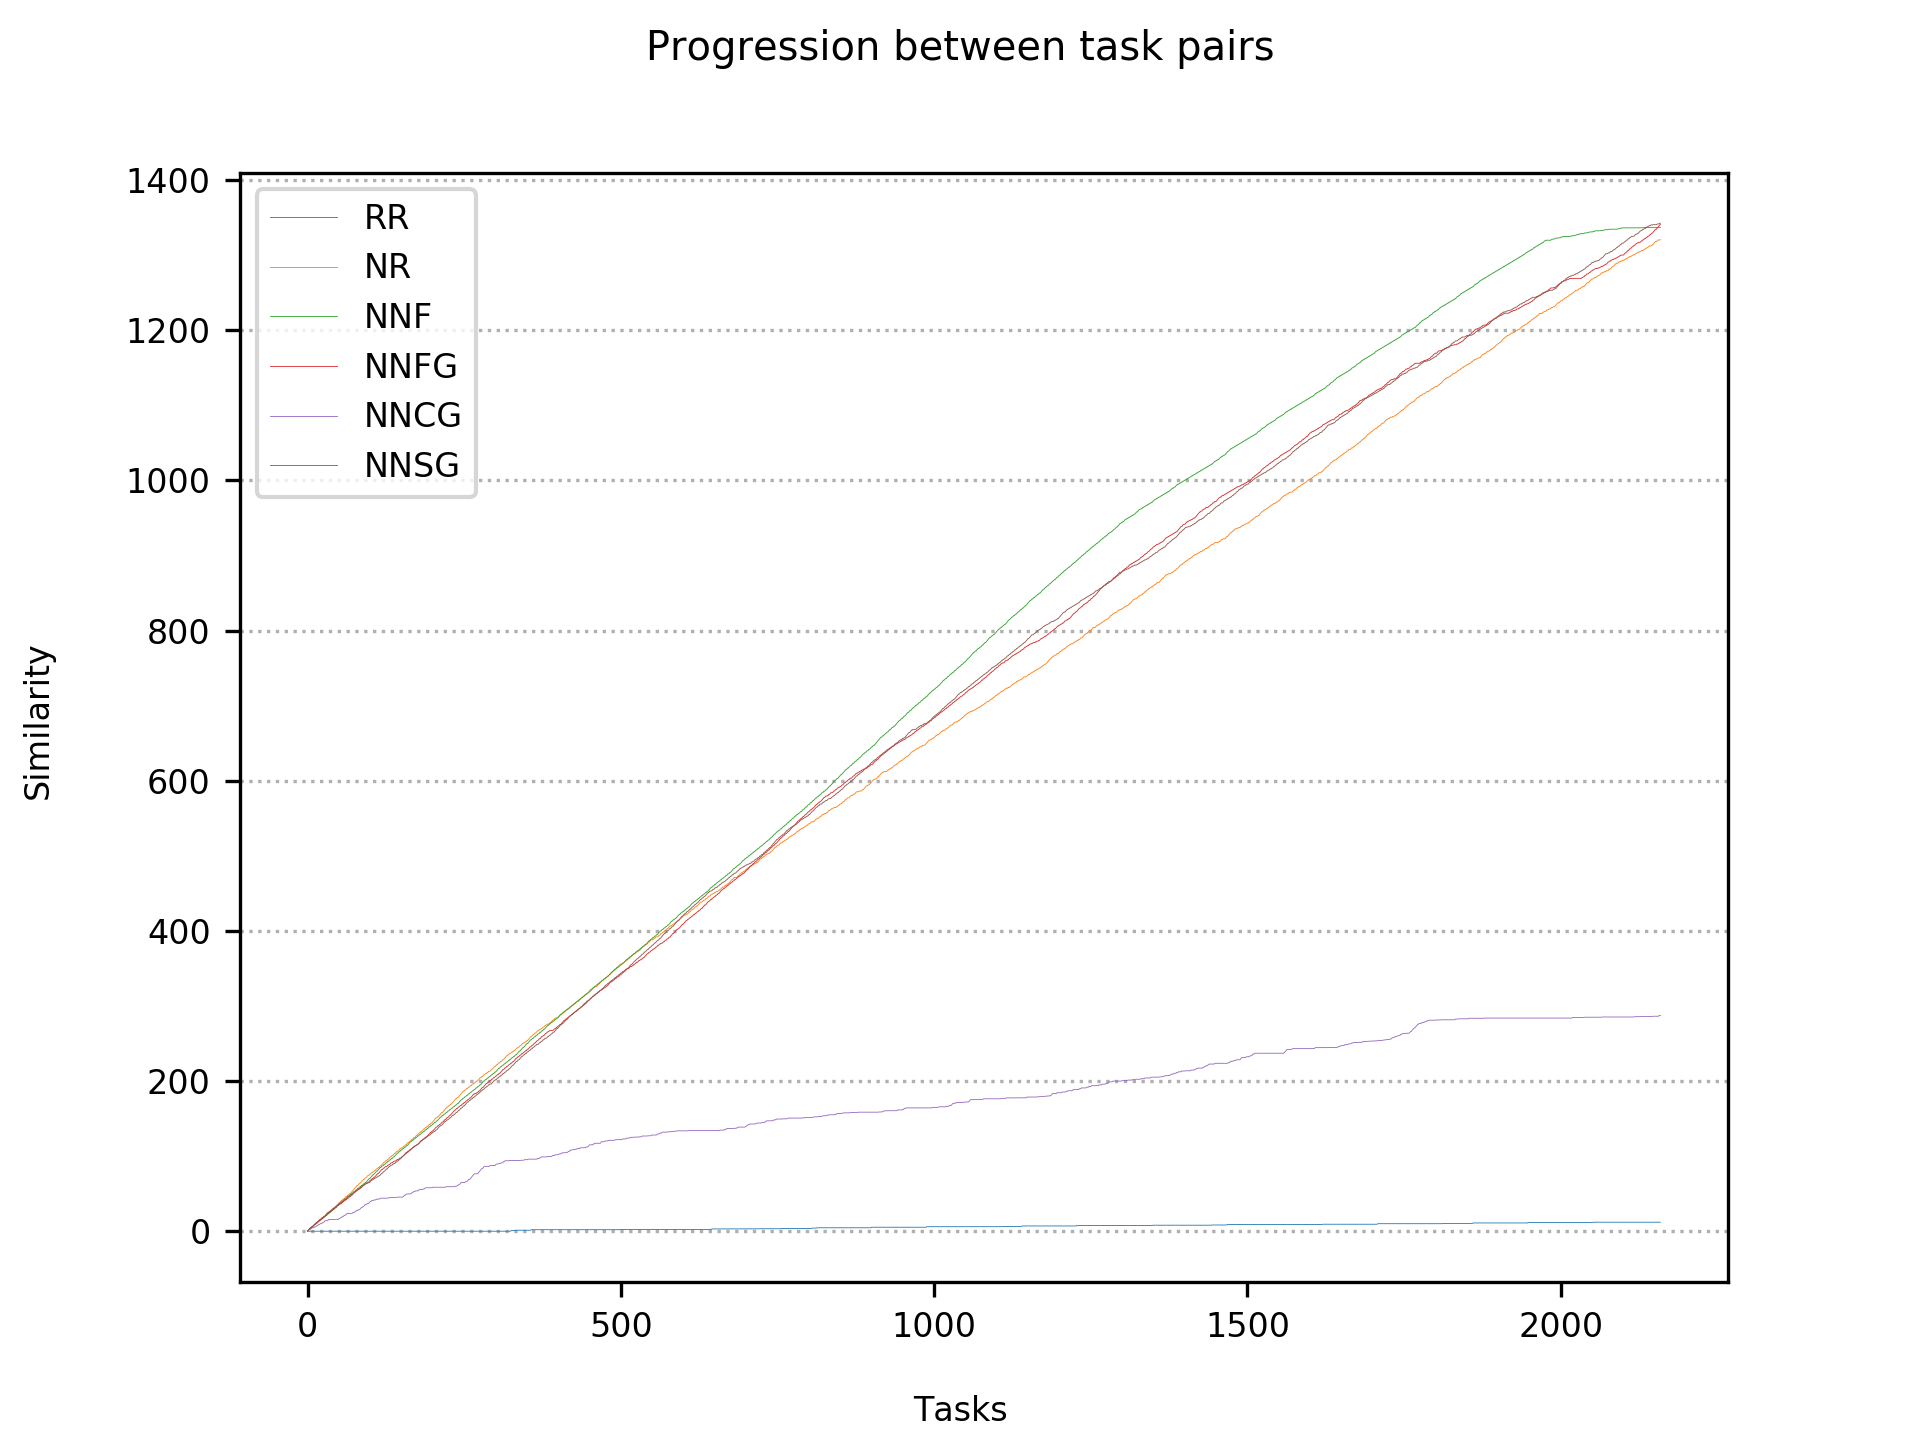 Progression between task pairs
1400
1200
1000
800
600
400
200
0
Similarity
RR
NR
NNF
NNFG
NNCG
NNSG
0 500 1000 1500 2000
Tasks